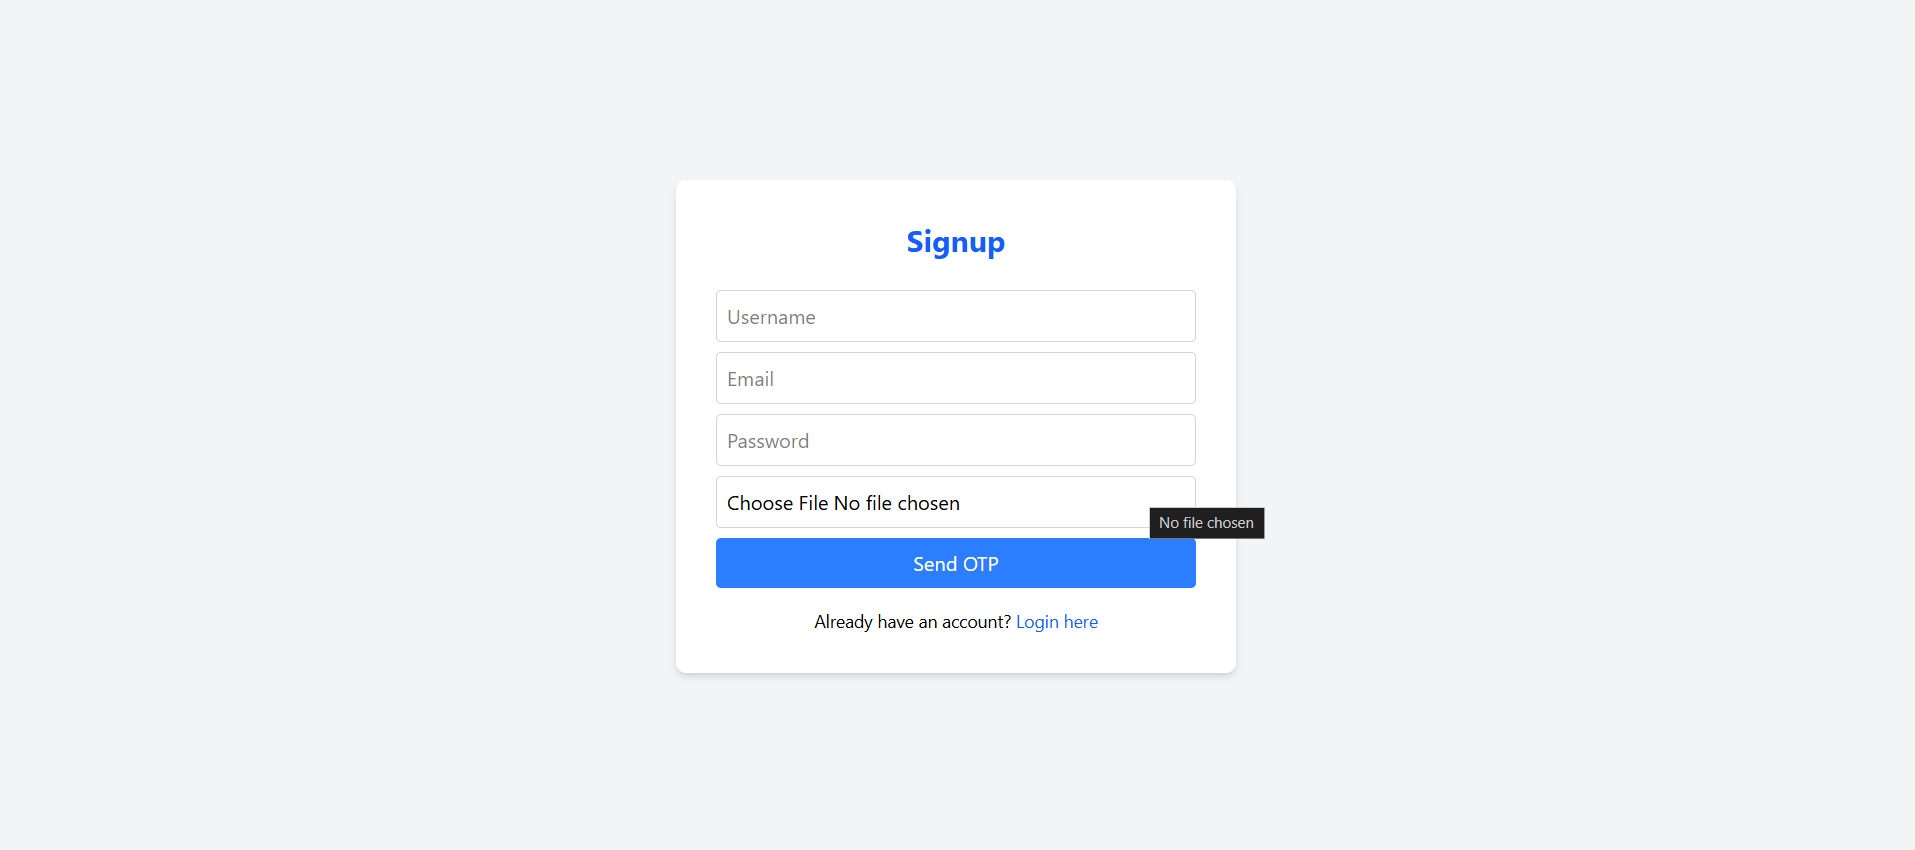 Signup
Username
Email
Password
Choose File No file chosen
No file chosen
Send OTP
Already have an account? Login here